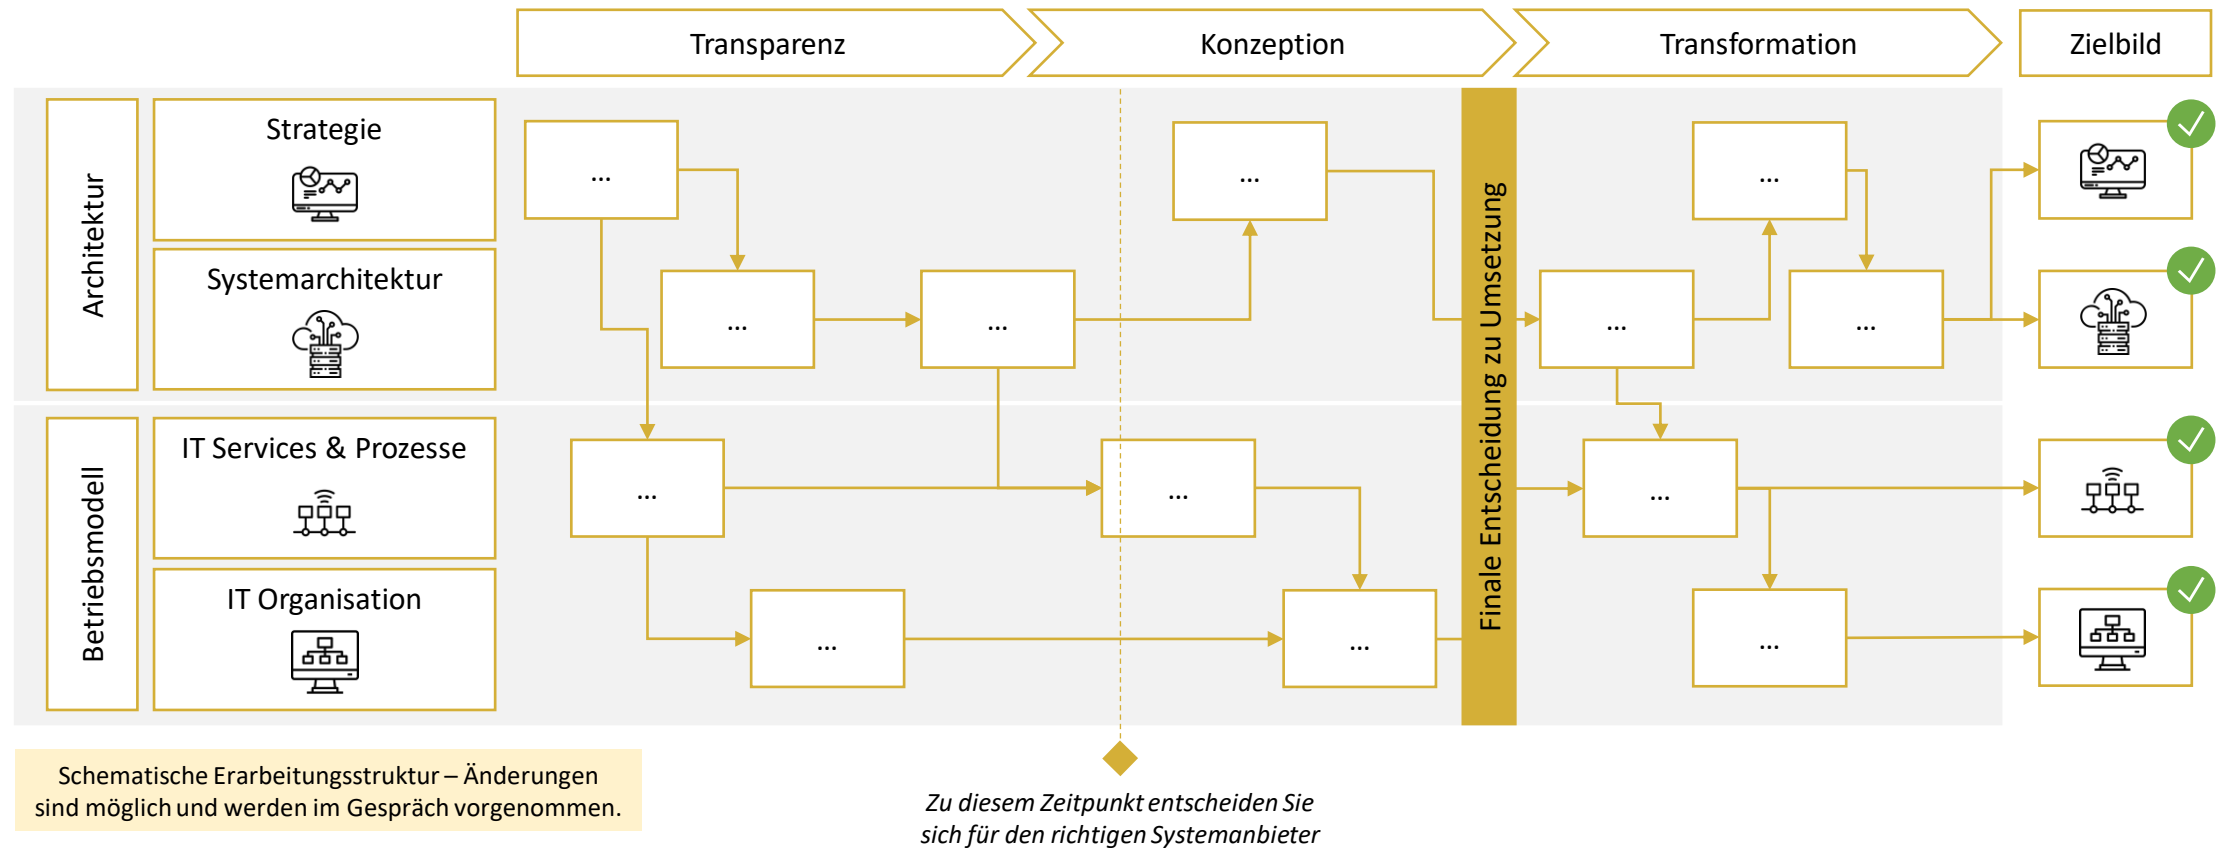 Transparenz
Konzeption
Transformation
Zielbild
Architektur
Strategie
...
...
...
Systemarchitektur
...
...
...
...
Finale Entscheidung zu Umsetzung
Betriebsmodell
IT Services & Prozesse
...
...
...
IT Organisation
...
...
...
Schematische Erarbeitungsstruktur – Änderungen
sind möglich und werden im Gespräch vorgenommen.
Zu diesem Zeitpunkt entscheiden Sie
sich für den richtigen Systemanbieter